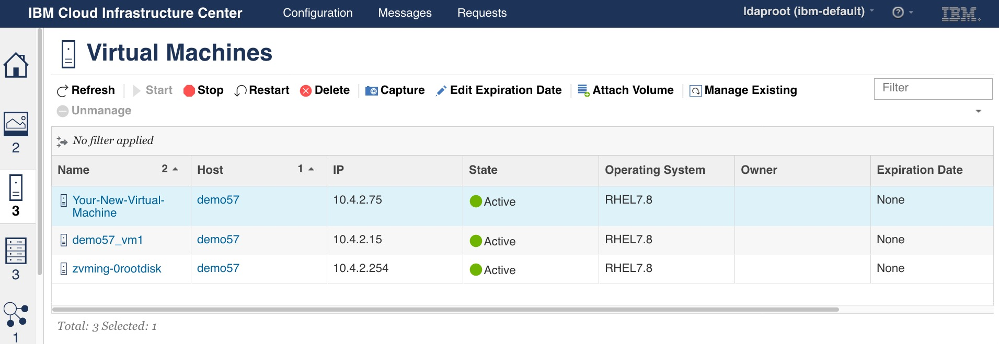 IBM Cloud Infrastructure Center Configuration Messages Requests ldaproot (ibm-default) ? IBM
Virtual Machines
Refresh Start Stop Restart Delete Capture Edit Expiration Date Attach Volume Manage Existing Filter
Unmanage
2
No filter applied
Name 2 Host 1 IP State Operating System Owner Expiration Date
Your-New-Virtual-
Machine demo57 10.4.2.75 Active RHEL7.8 None
3
demo57_vm1 demo57 10.4.2.15 Active RHEL7.8 None
zvming-0rootdisk demo57 10.4.2.254 Active RHEL7.8 None
3
Total: 3 Selected: 1
1